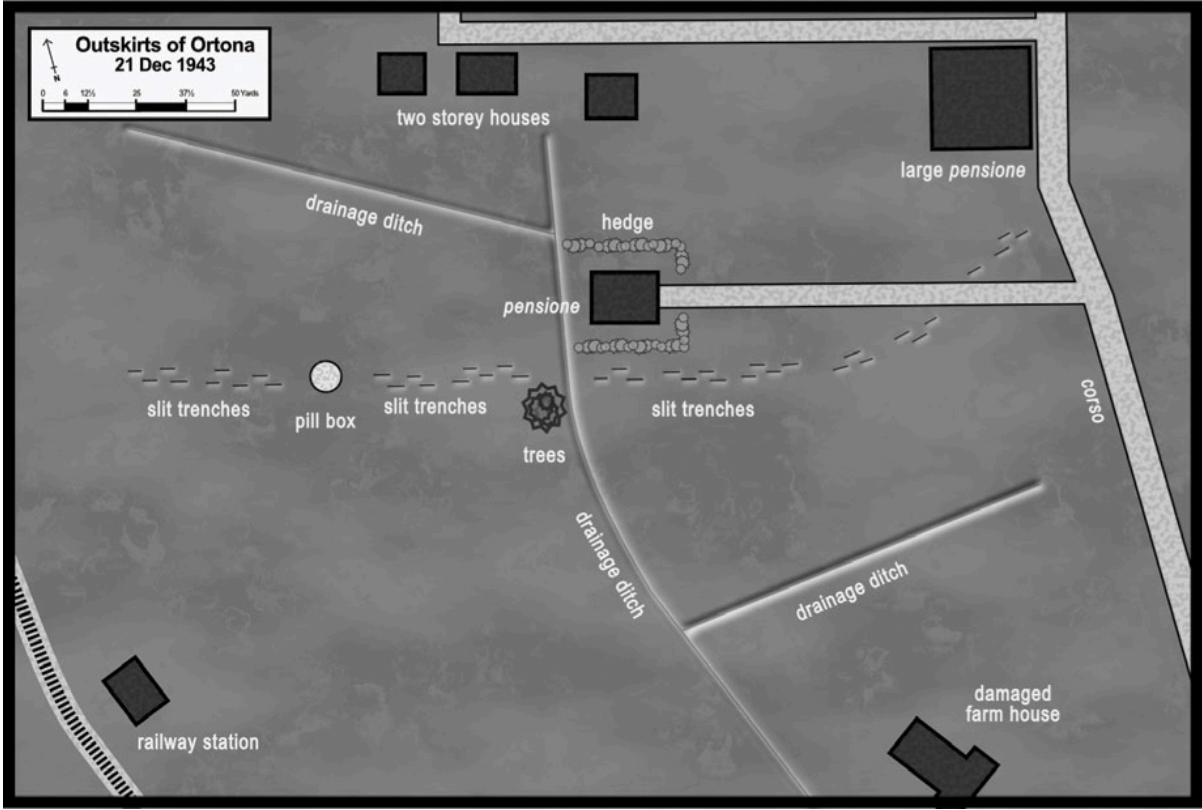 Outskirts of Ortona
21 Dec 1943
N
0 6 12½ 25 37½ 50 Yards
two storey houses
large pensione
drainage ditch
hedge
pensione
slit trenches
pill box
slit trenches
slit trenches
corso
trees
drainage ditch
drainage ditch
damaged
farm house
railway station